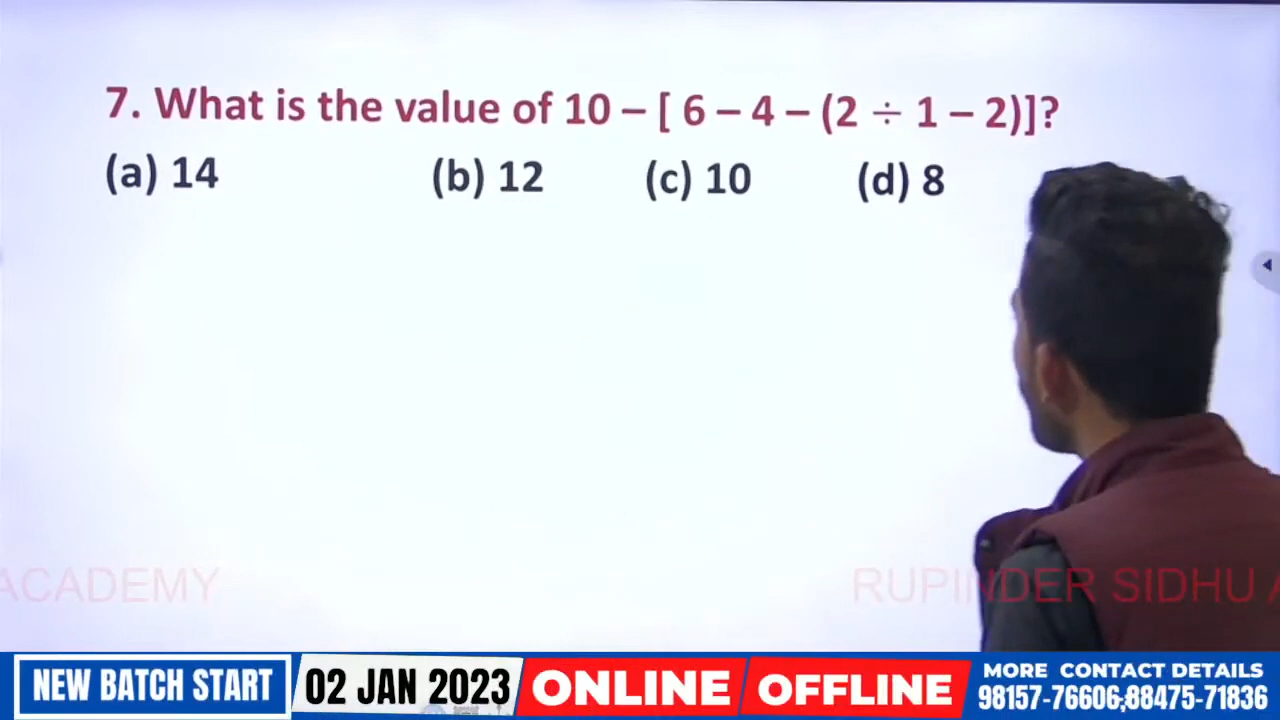 7. What is the value of 10 – [ 6 – 4 – (2 ÷ 1 – 2)]?
(a) 14 (b) 12 (c) 10 (d) 8
ACADEMY RUPINDER SIDHU A
NEW BATCH START 02 JAN 2023 ONLINE OFFLINE MORE CONTACT DETAILS
98157-76606,88475-71836